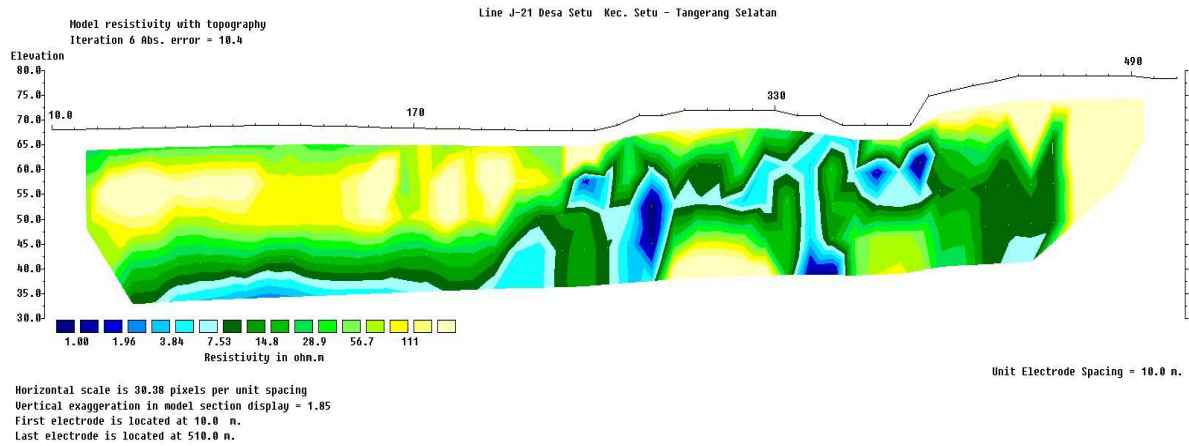 Line J-21 Desa Setu Kec. Setu - Tangerang Selatan
Model resistivity with topography
Iteration 6 Abs. error = 10.4
Elevation
80.0
490
75.0
330
70.0
10.0
170
65.0
60.0
55.0
50.0
45.0
40.0
35.0
30.0
1.00 1.96 3.84 7.53 14.8 28.9 56.7 111
Resistivity in ohm.m
Unit Electrode Spacing = 10.0 m.
Horizontal scale is 30.38 pixels per unit spacing
Vertical exaggeration in model section display = 1.85
First electrode is located at 10.0 m.
Last electrode is located at 510.0 m.